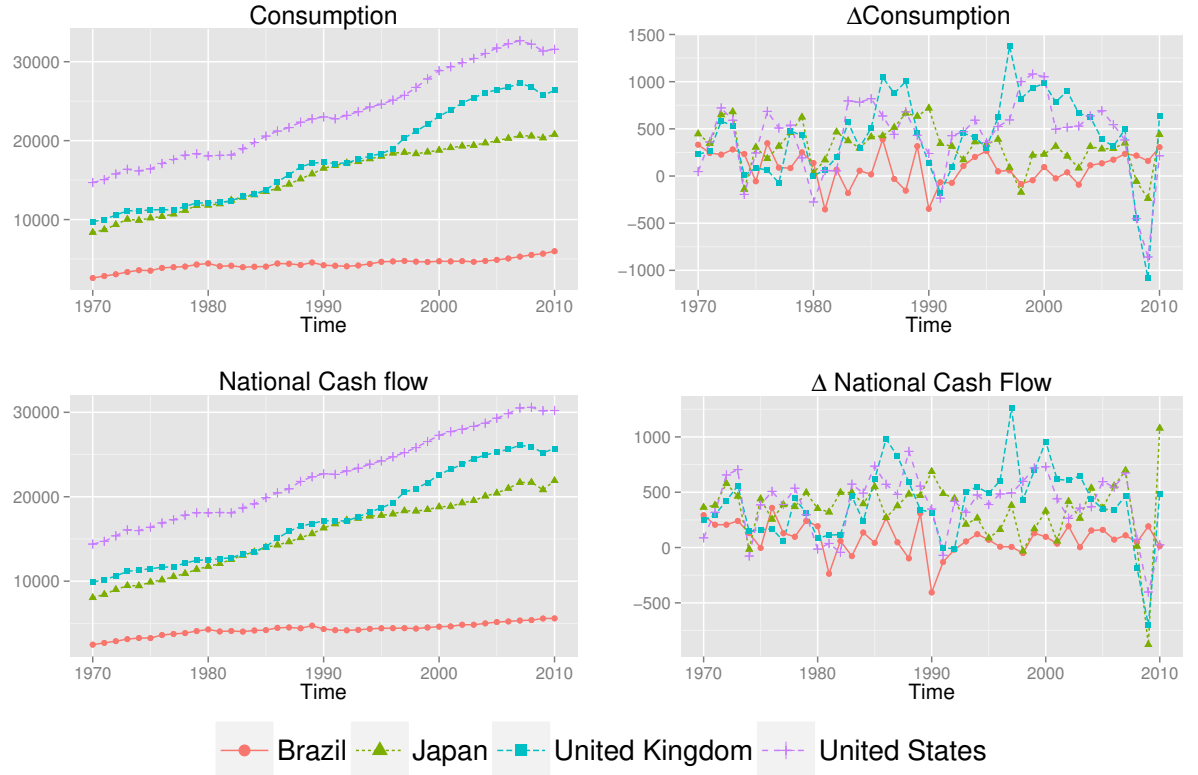 Consumption
30000
20000
10000
1970 1980 1990 2000 2010
Time
ΔConsumption
1500
1000
500
0
−500
−1000
1970 1980 1990 2000 2010
Time
National Cash flow
30000
20000
10000
1970 1980 1990 2000 2010
Time
Δ National Cash Flow
1000
500
0
−500
1970 1980 1990 2000 2010
Time
Brazil Japan United Kingdom United States